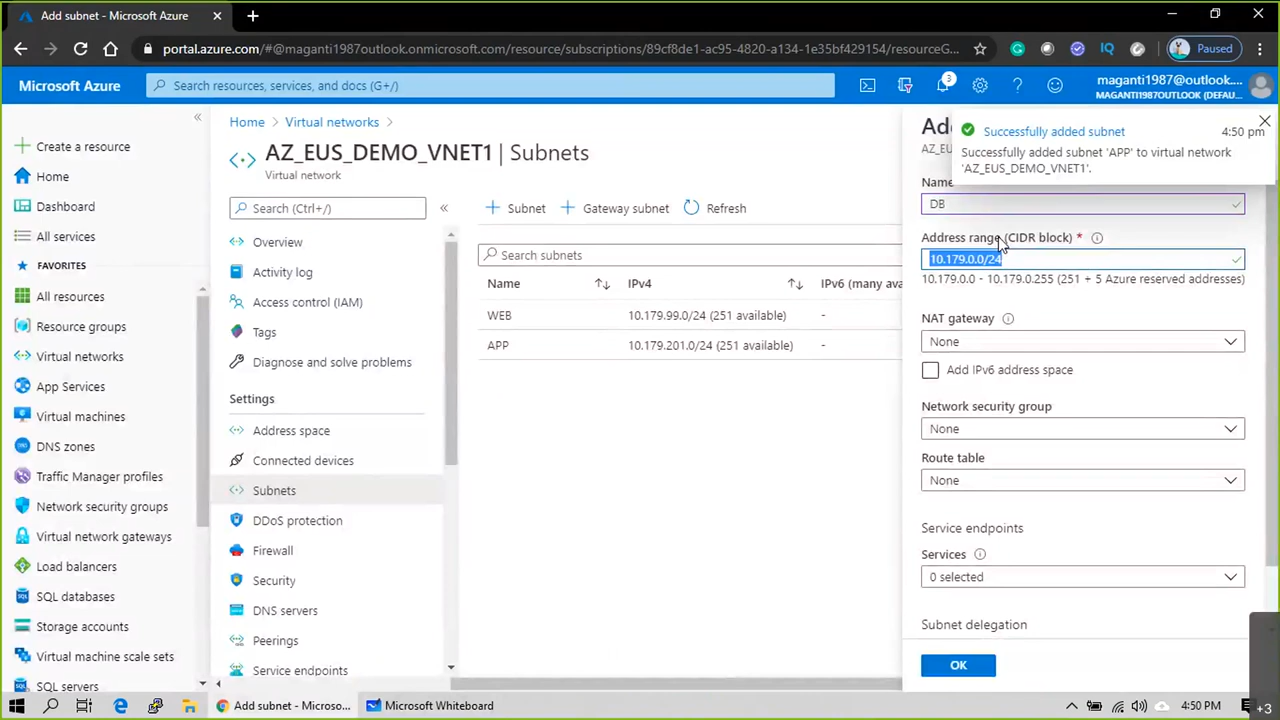 Add subnet - Microsoft Azure
portal.azure.com/#@maganti1987outlook.onmicrosoft.com/resource/subscriptions/89cf8de1-ac95-4820-a134-1e35bf429154/resourceG...
Paused
Microsoft Azure
Search resources, services, and docs (G+/)
3
maganti1987@outlook....
MAGANTI1987OUTLOOK (DEFAU...
Create a resource
Home
Dashboard
All services
FAVORITES
All resources
Resource groups
Virtual networks
App Services
Virtual machines
DNS zones
Traffic Manager profiles
Network security groups
Virtual network gateways
Load balancers
SQL databases
Storage accounts
Virtual machine scale sets
SQL servers
Home > Virtual networks >
AZ_EUS_DEMO_VNET1 | Subnets
Virtual network
Search (Ctrl+/)
Overview
Activity log
Access control (IAM)
Tags
Diagnose and solve problems
Settings
Address space
Connected devices
Subnets
DDoS protection
Firewall
Security
DNS servers
Peerings
Service endpoints
Subnet
Gateway subnet
Refresh
Search subnets
Name IPv4 IPv6 (many ava
WEB 10.179.99.0/24 (251 available) -
APP 10.179.201.0/24 (251 available) -
Ad
AZ_EU
Successfully added subnet 4:50 pm
Successfully added subnet 'APP' to virtual network
'AZ_EUS_DEMO_VNET1'.
Name
DB
Address range (CIDR block) *
10.179.0.0/24
10.179.0.0 - 10.179.0.255 (251 + 5 Azure reserved addresses)
NAT gateway
None
Add IPv6 address space
Network security group
None
Route table
None
Service endpoints
Services
0 selected
Subnet delegation
OK
Add subnet - Microso...
Microsoft Whiteboard
4:50 PM
+3